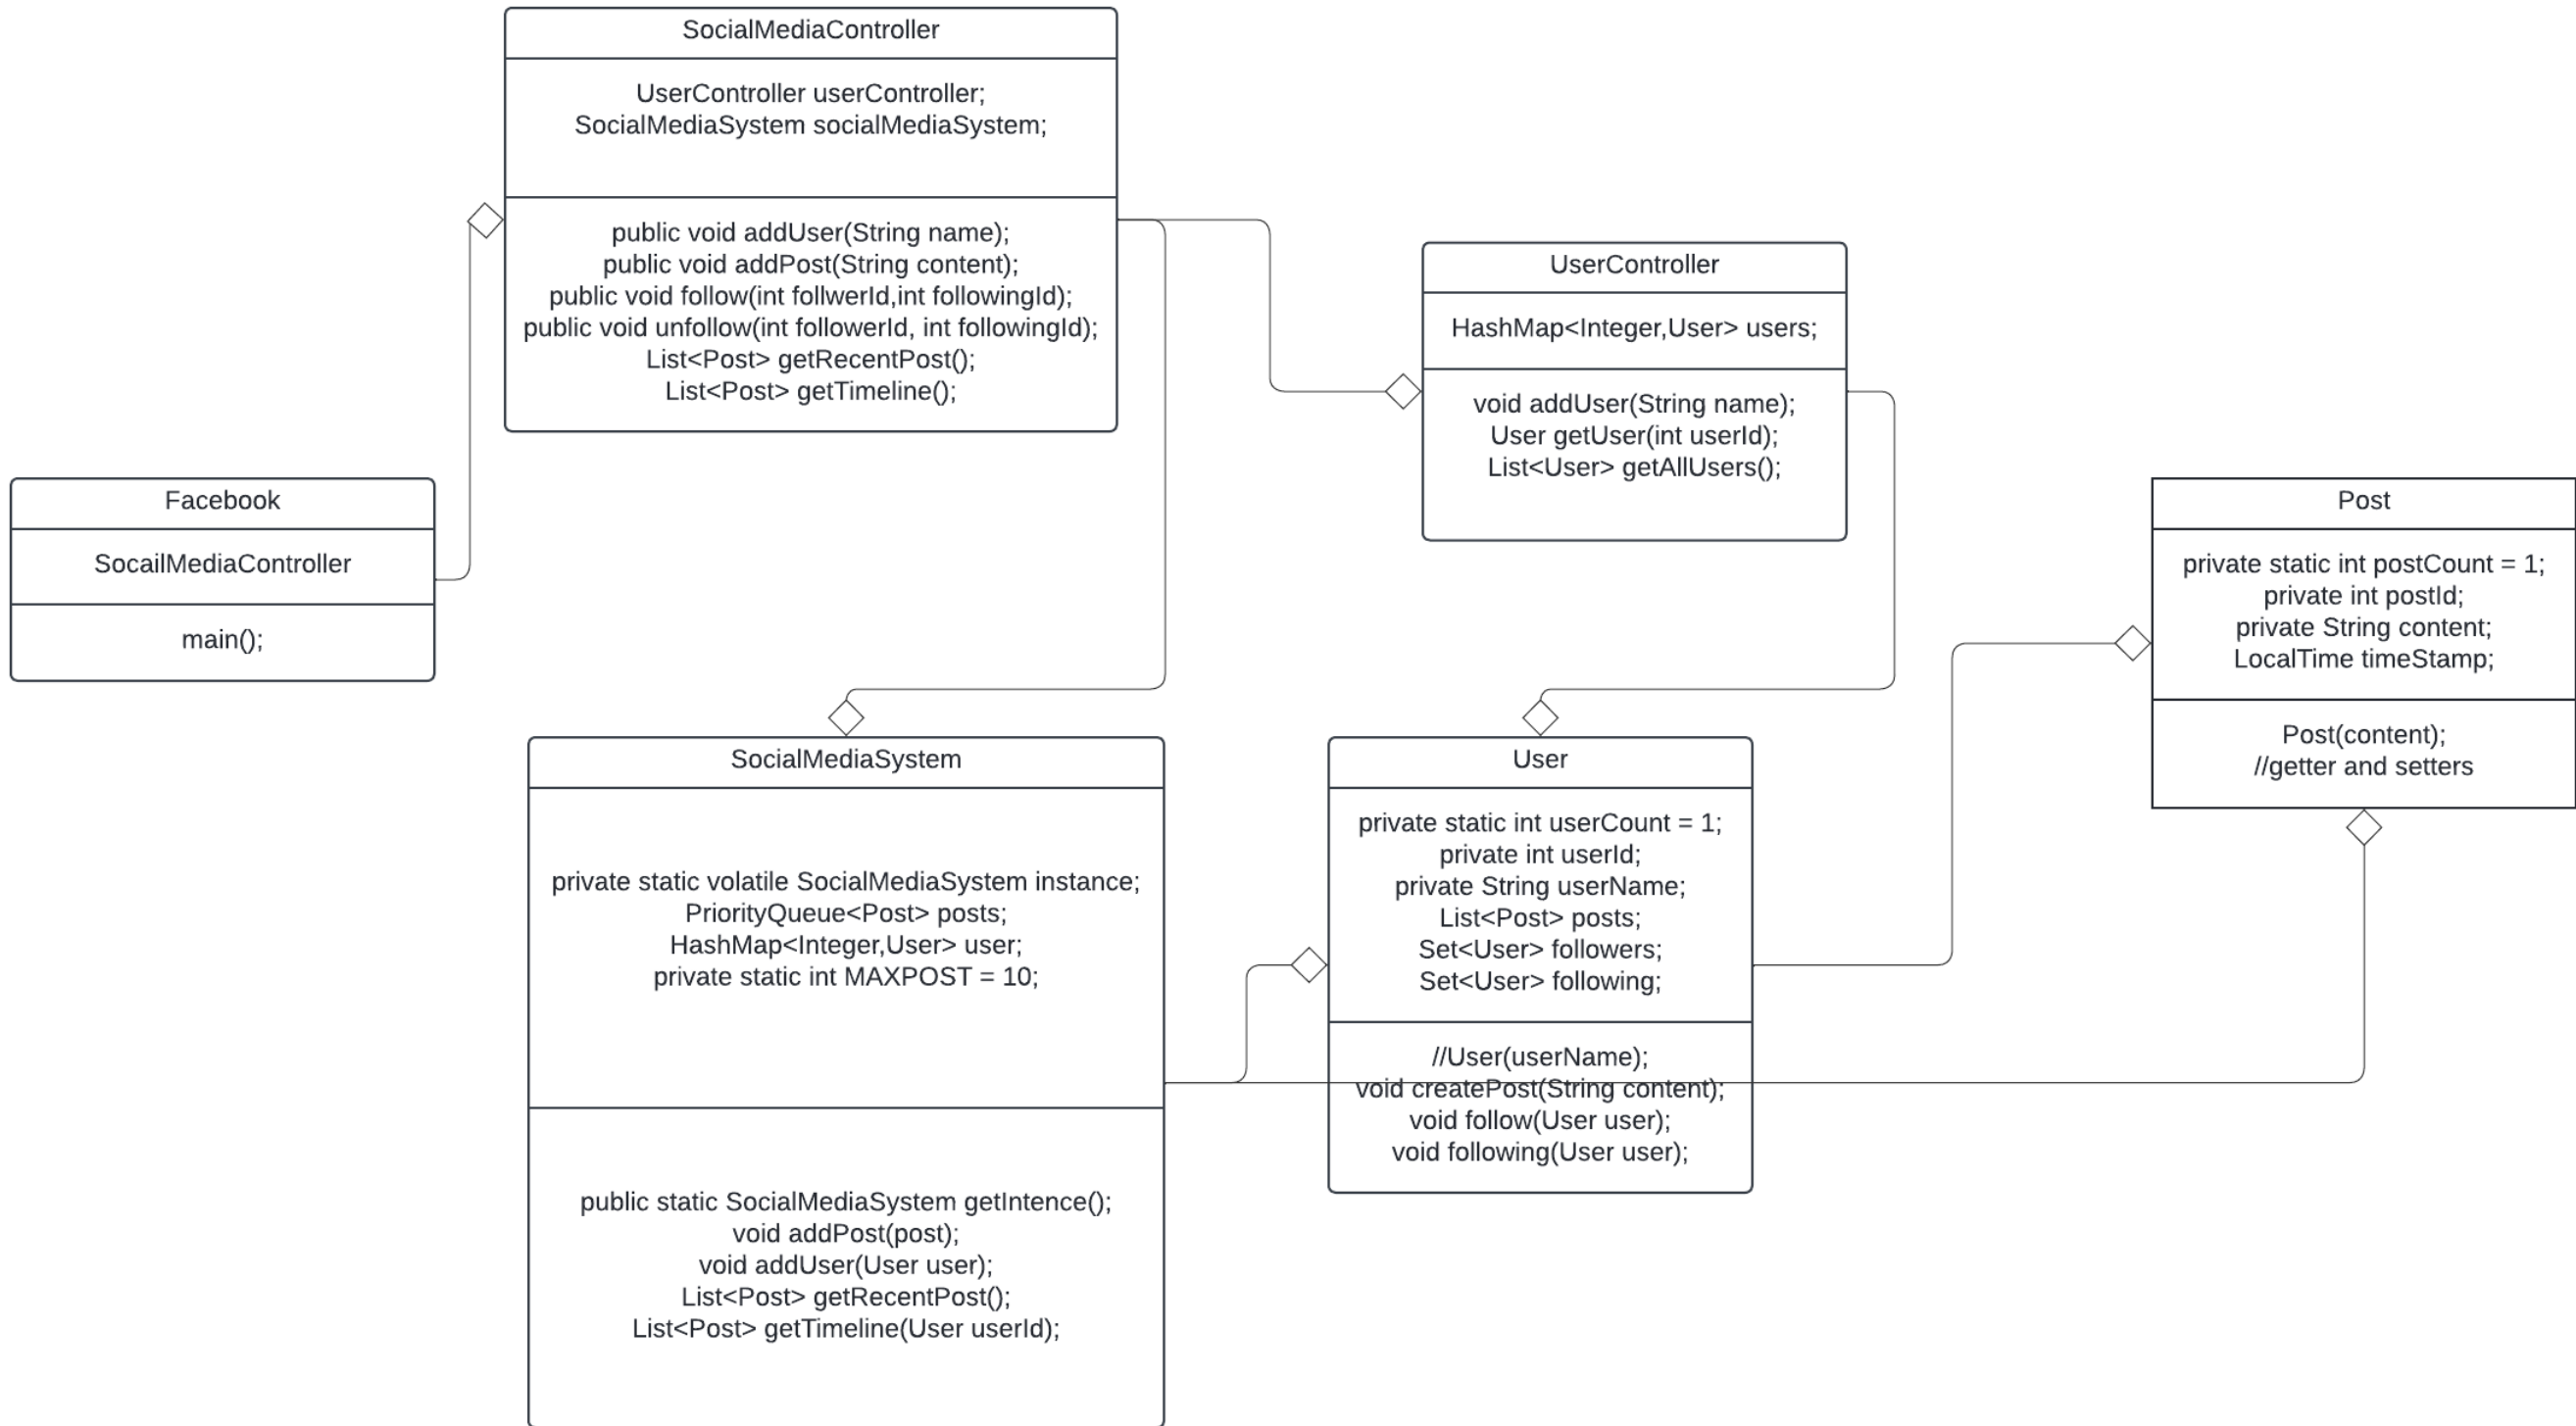 SocialMediaController
UserController userController;
SocialMediaSystem socialMediaSystem;
public void addUser(String name);
public void addPost(String content);
public void follow(int follwerId,int followingId);
public void unfollow(int followerId, int followingId);
List<Post> getRecentPost();
List<Post> getTimeline();
UserController
HashMap<Integer,User> users;
void addUser(String name);
User getUser(int userId);
List<User> getAllUsers();
Facebook
SocailMediaController
main();
Post
private static int postCount = 1;
private int postId;
private String content;
LocalTime timeStamp;
Post(content);
//getter and setters
SocialMediaSystem
private static volatile SocialMediaSystem instance;
PriorityQueue<Post> posts;
HashMap<Integer,User> user;
private static int MAXPOST = 10;
public static SocialMediaSystem getIntence();
void addPost(post);
void addUser(User user);
List<Post> getRecentPost();
List<Post> getTimeline(User userId);
User
private static int userCount = 1;
private int userId;
private String userName;
List<Post> posts;
Set<User> followers;
Set<User> following;
//User(userName);
void createPost(String content);
void follow(User user);
void following(User user);